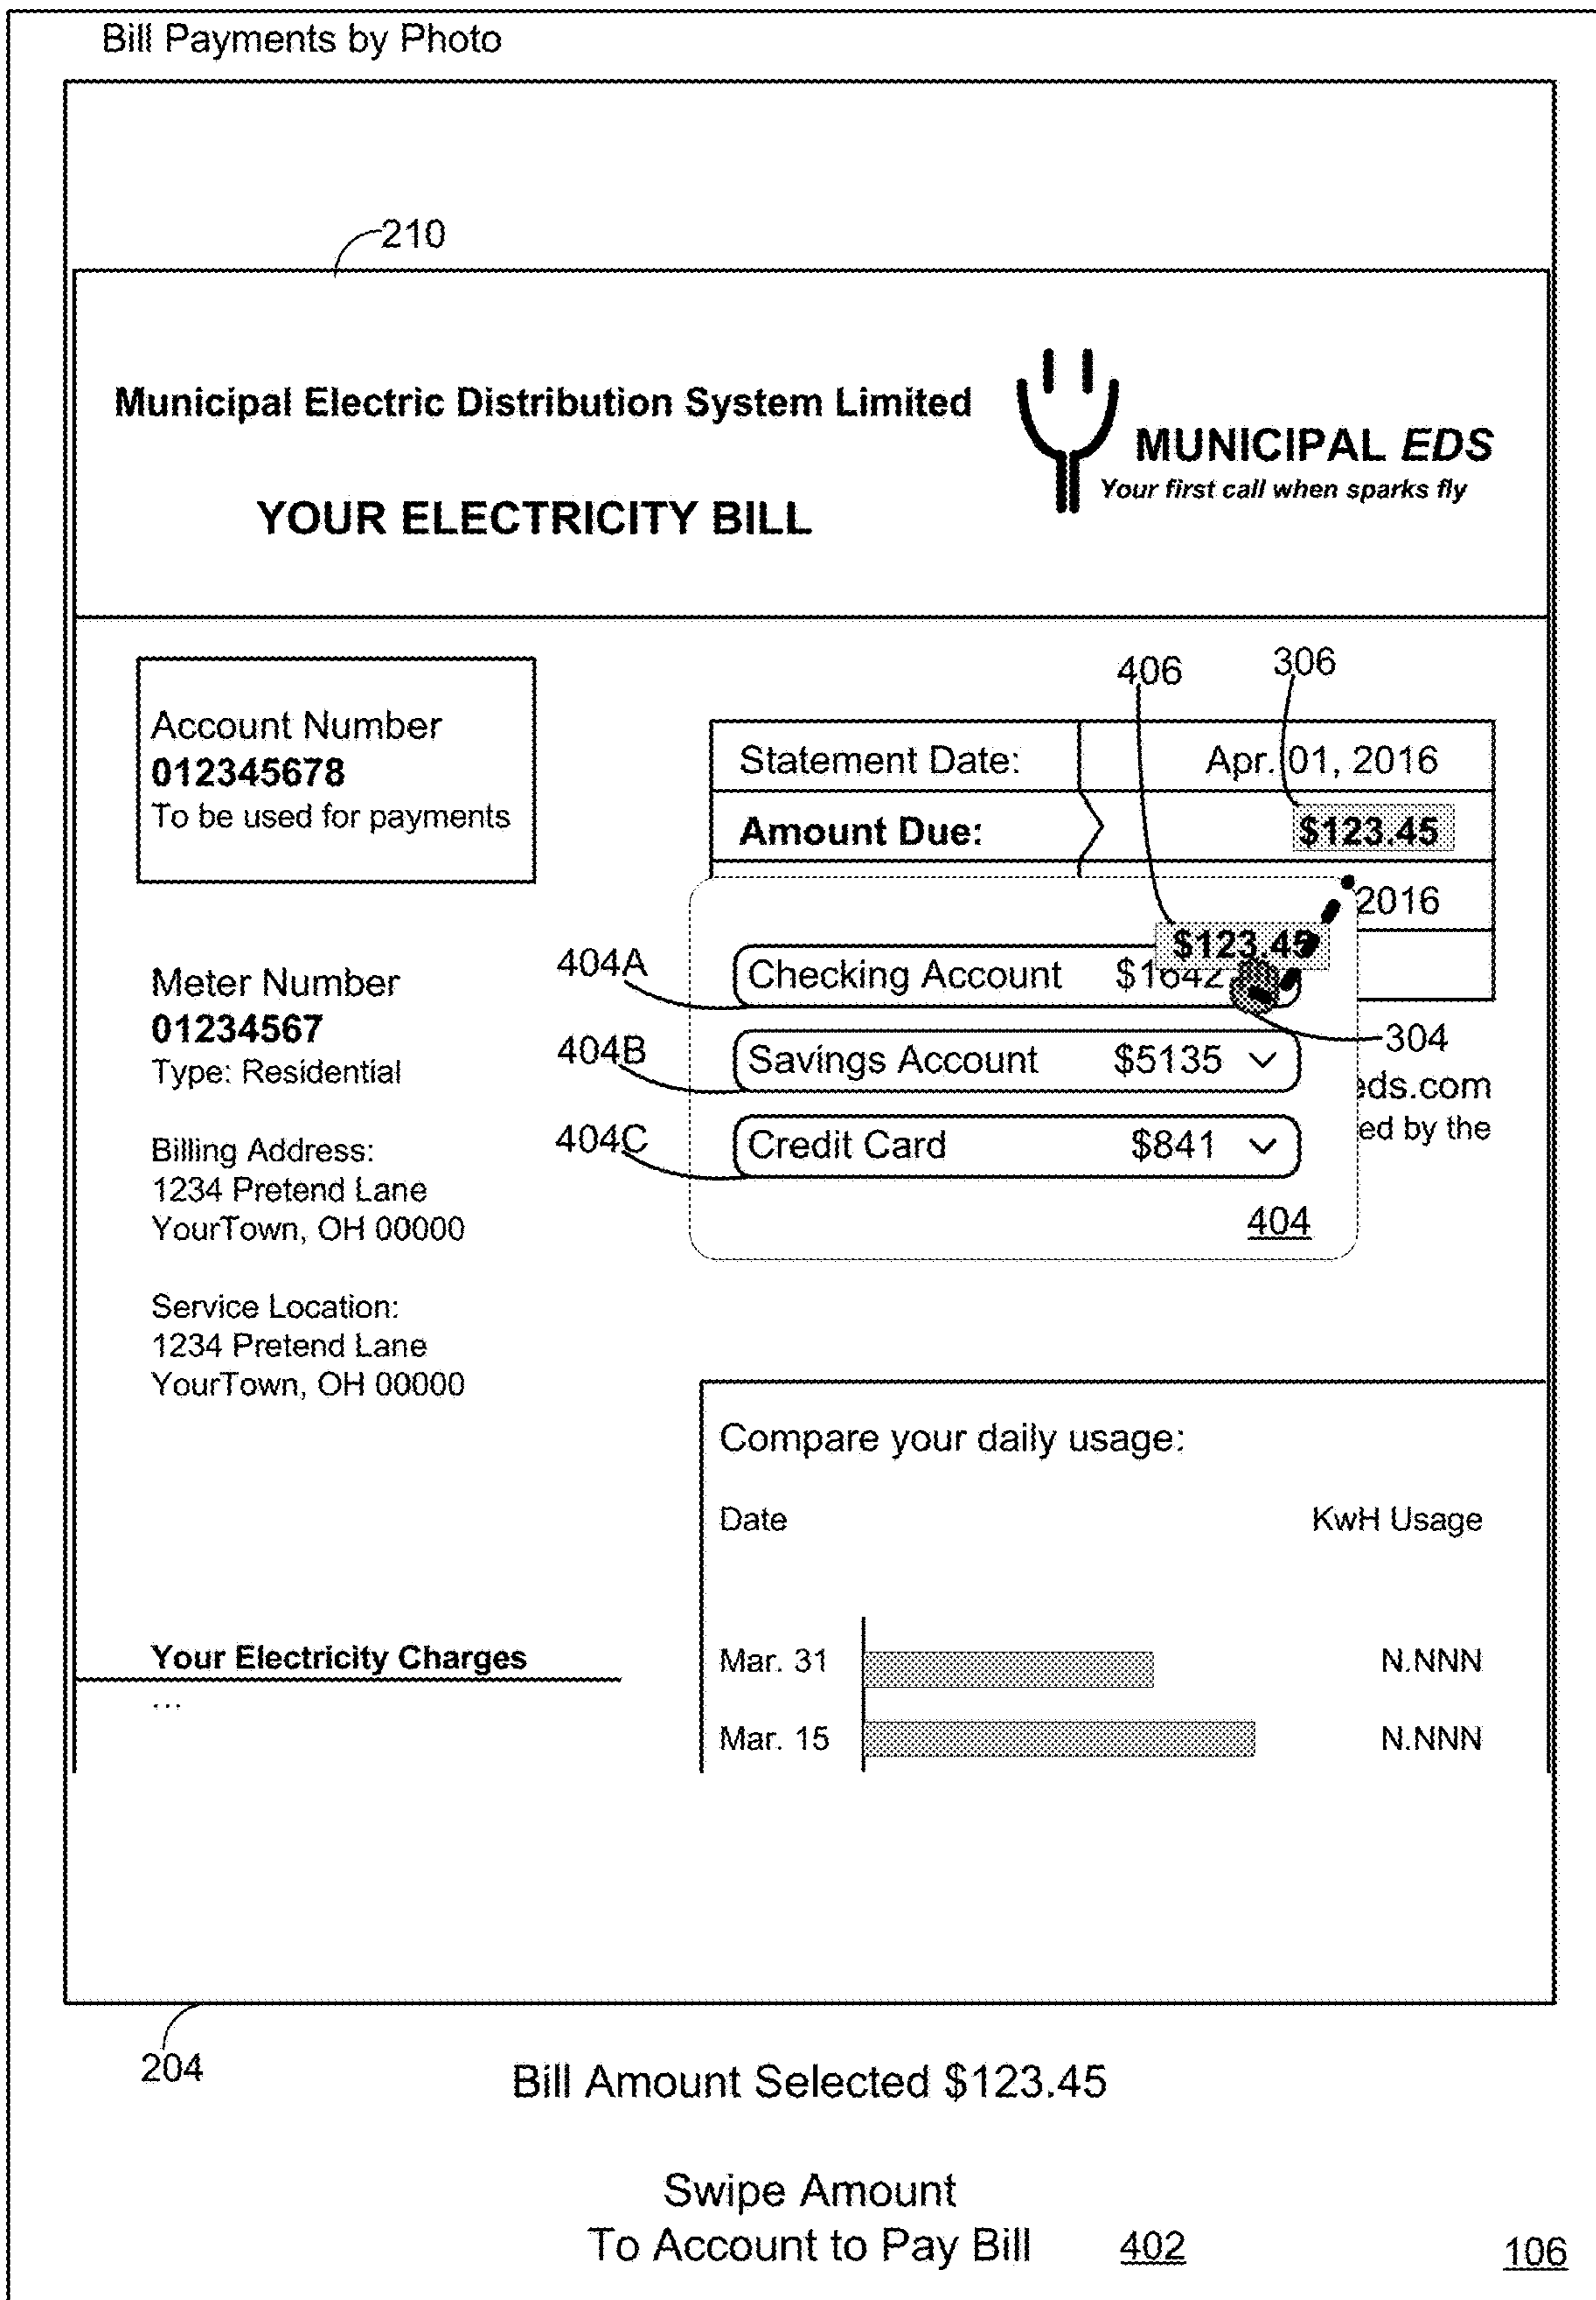 Bill Payments by Photo
210
Municipal Electric Distribution System Limited
MUNICIPAL EDS
Your first call when sparks fly
YOUR ELECTRICITY BILL
406
306
Account Number
012345678
To be used for payments
Statement Date: Apr. 01, 2016
Amount Due: $123.45
2016
$123.45
404A
Checking Account $1642
304
Meter Number
01234567
Type: Residential
404B
Savings Account $5135
eds.com
ed by the
404C
Credit Card $841
404
Billing Address:
1234 Pretend Lane
YourTown, OH 00000
Service Location:
1234 Pretend Lane
YourTown, OH 00000
Compare your daily usage:
Date KwH Usage
Your Electricity Charges
...
Mar. 31 N.NNN
Mar. 15 N.NNN
204
Bill Amount Selected $123.45
Swipe Amount
To Account to Pay Bill
402
106